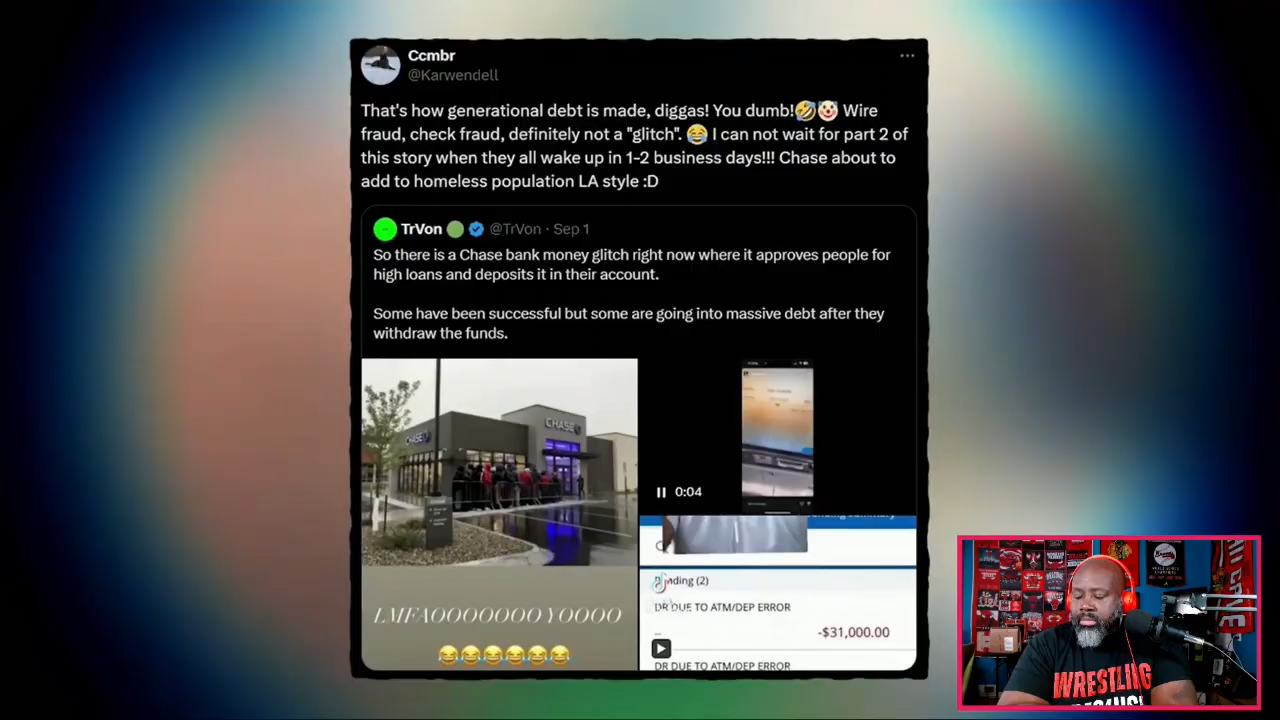 Ccmbr
@Karwendell
That's how generational debt is made, diggas! You dumb!🤣🤡 Wire
fraud, check fraud, definitely not a "glitch". 😂 I can not wait for part 2 of
this story when they all wake up in 1-2 business days!!! Chase about to
add to homeless population LA style :D
TrVon @TrVon · Sep 1
So there is a Chase bank money glitch right now where it approves people for
high loans and deposits it in their account.
Some have been successful but some are going into massive debt after they
withdraw the funds.
CHASE
CHASE
0:04
LMFAOOOOOOO YOOOO
😂😂😂😂😂😂
DR DUE TO ATM/DEP ERROR
-$31,000.00
DR DUE TO ATM/DEP ERROR
WRESTLING